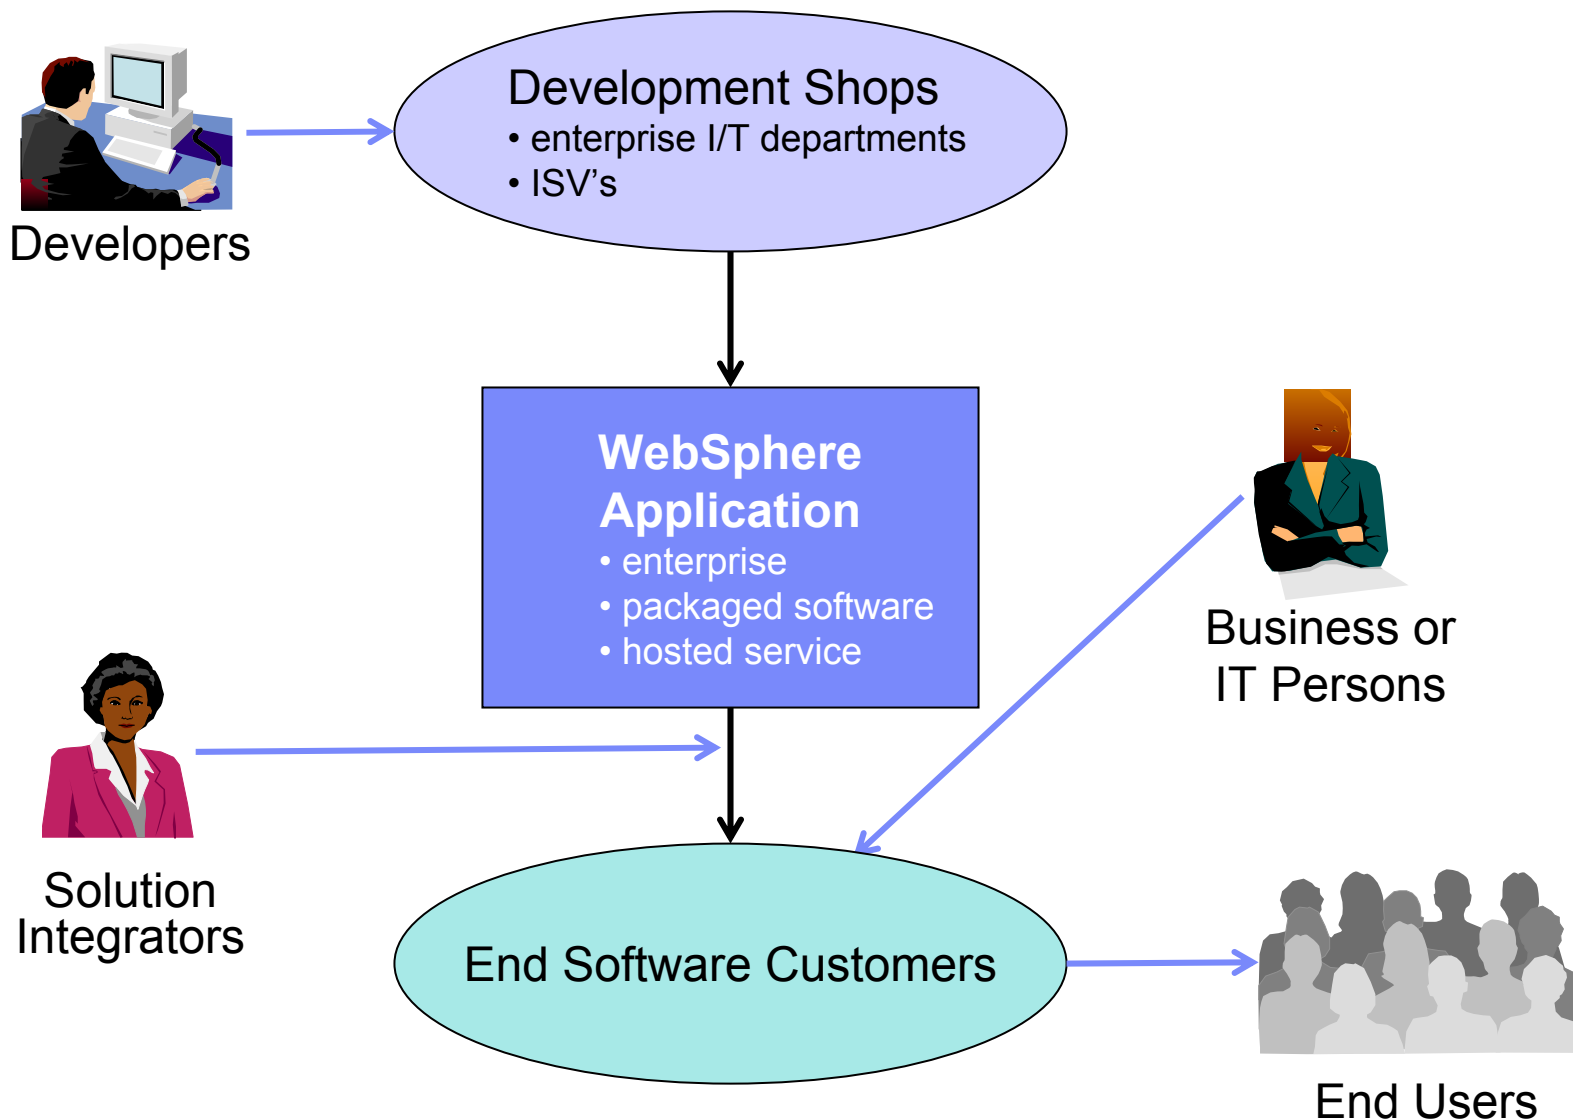 Development Shops
• enterprise I/T departments
• ISV’s
Developers
WebSphere
Application
• enterprise
• packaged software
• hosted service
Business or
IT Persons
Solution
Integrators
End Software Customers
End Users